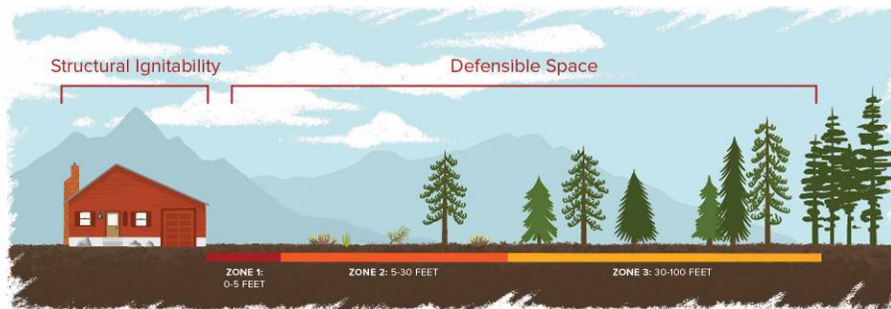 Structural Ignitability
Defensible Space
ZONE 1:
0-5 FEET
ZONE 2: 5-30 FEET
ZONE 3: 30-100 FEET